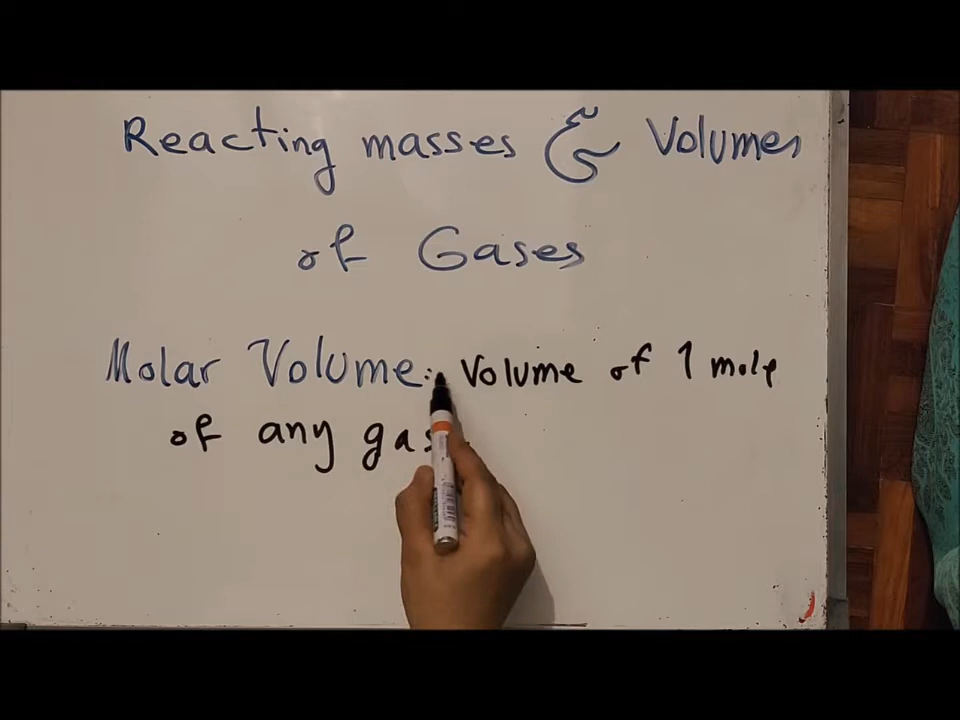 Reacting masses & Volumes
of Gases
Molar Volume: Volume of 1 mole
of any gas